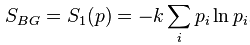 S_{BG} = S_1(p) = -k \sum_i p_i \ln p_i